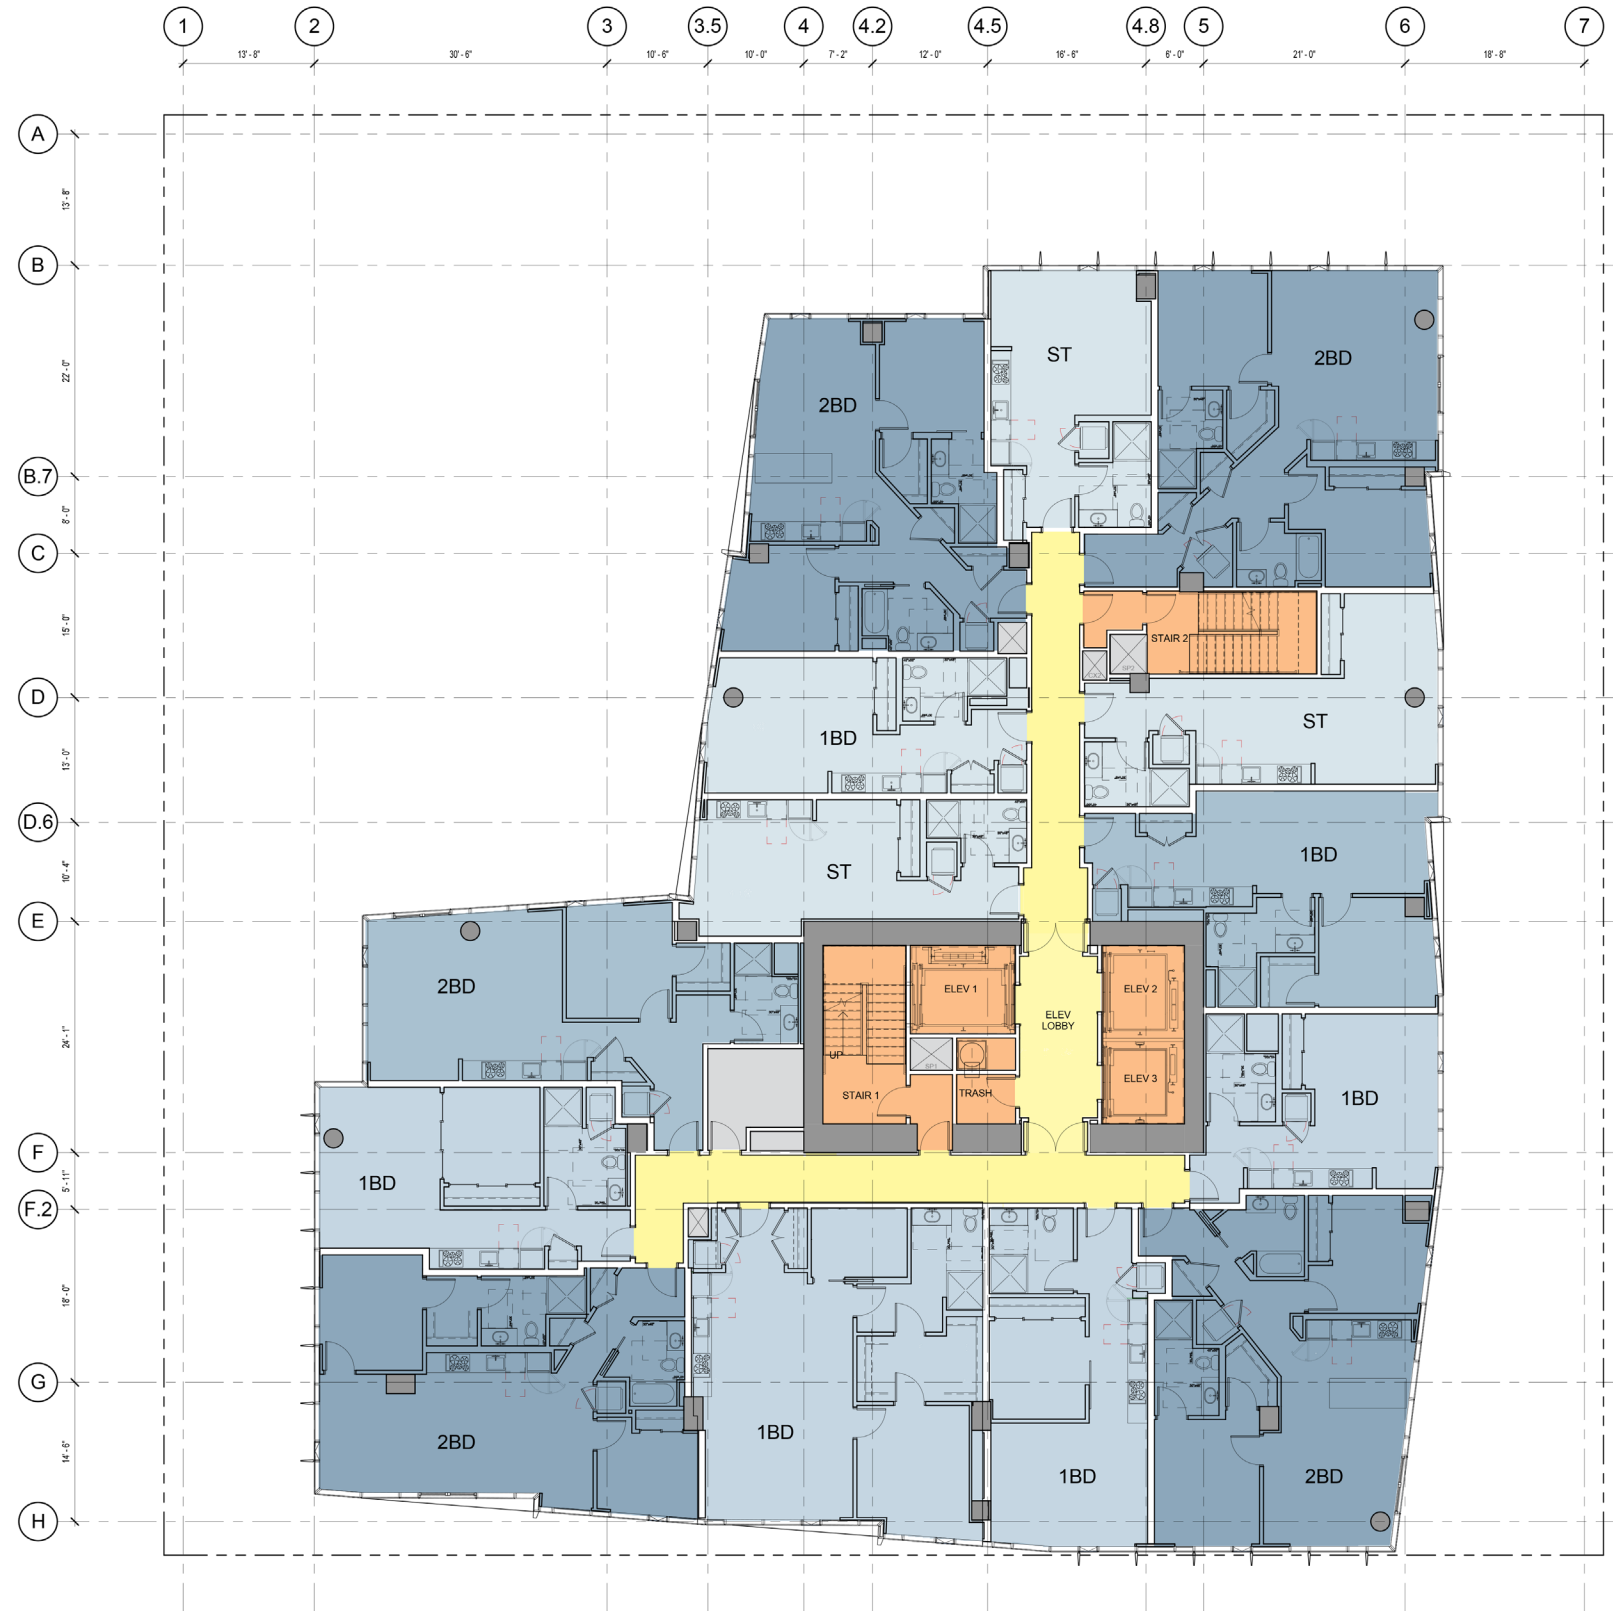 1 2 3 3.5 4 4.2 4.5 4.8 5 6 7
13' - 8" 30' - 6" 10' - 6" 10' - 0" 7' - 2" 12' - 0" 16' - 6" 6' - 0" 21' - 0" 18' - 8"
A
13' - 8"
B
22' - 0"
B.7
8' - 0"
C
15' - 0"
D
13' - 0"
D.6
10' - 4"
E
24' - 1"
F
5' - 11"
F.2
18' - 0"
G
14' - 6"
H
ST
2BD
2BD
STAIR 2
SP2
ST
1BD
ST
1BD
2BD
ELEV 1
ELEV 2
ELEV
LOBBY
UP
SP1
ELEV 3
STAIR 1
TRASH
1BD
1BD
2BD
1BD
1BD
2BD